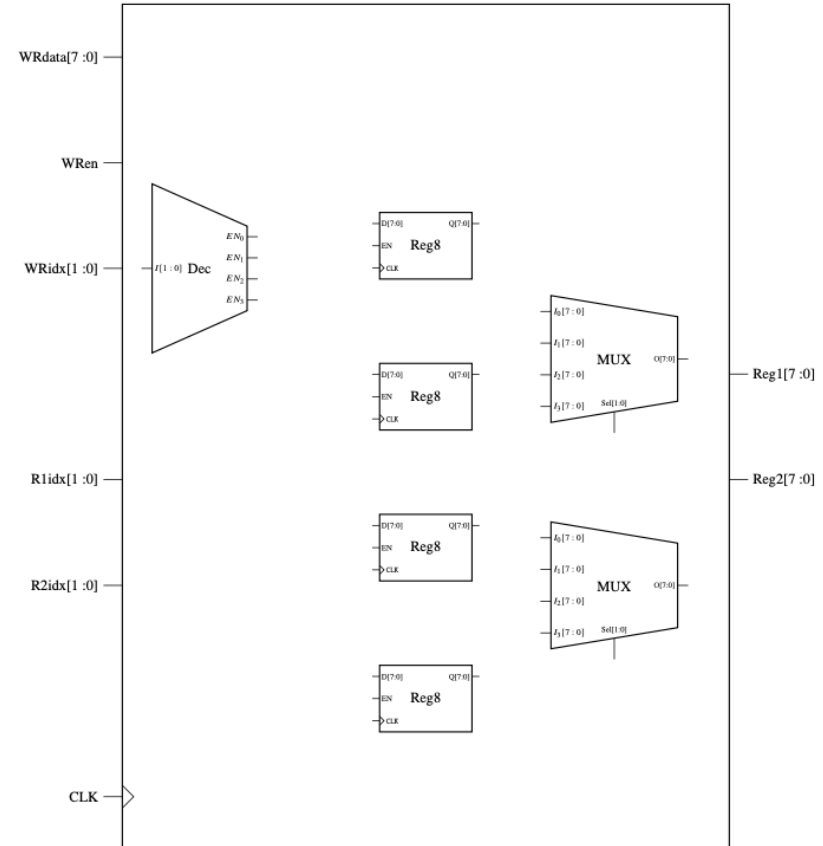 WRdata[7 :0]
WRen
WRidx[1 :0]
I[1 : 0] Dec
EN0
EN1
EN2
EN3
D[7:0] Q[7:0]
EN Reg8
CLK
D[7:0] Q[7:0]
EN Reg8
CLK
D[7:0] Q[7:0]
EN Reg8
CLK
D[7:0] Q[7:0]
EN Reg8
CLK
I0[7 : 0]
I1[7 : 0]
MUX O[7:0]
I2[7 : 0]
I3[7 : 0] Sel[1:0]
I0[7 : 0]
I1[7 : 0]
MUX O[7:0]
I2[7 : 0]
I3[7 : 0] Sel[1:0]
Reg1[7 :0]
Reg2[7 :0]
R1idx[1 :0]
R2idx[1 :0]
CLK